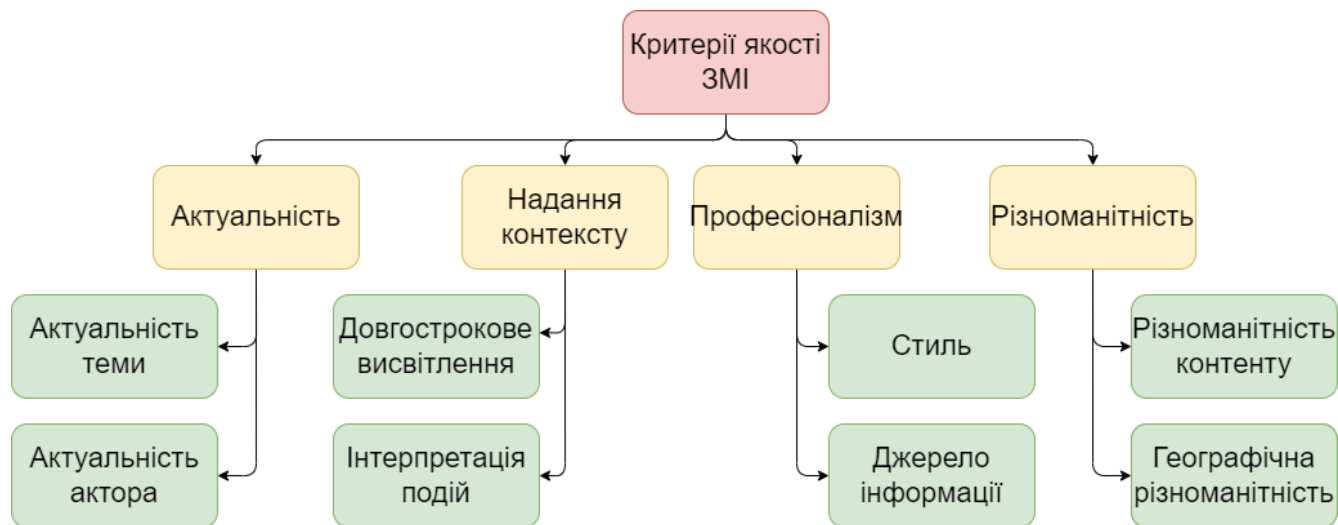 Критерії якості
ЗМІ
Актуальність
Надання
контексту
Професіоналізм
Різноманітність
Актуальність
теми
Довгострокове
висвітлення
Стиль
Різноманітність
контенту
Актуальність
актора
Інтерпретація
подій
Джерело
інформації
Географічна
різноманітність